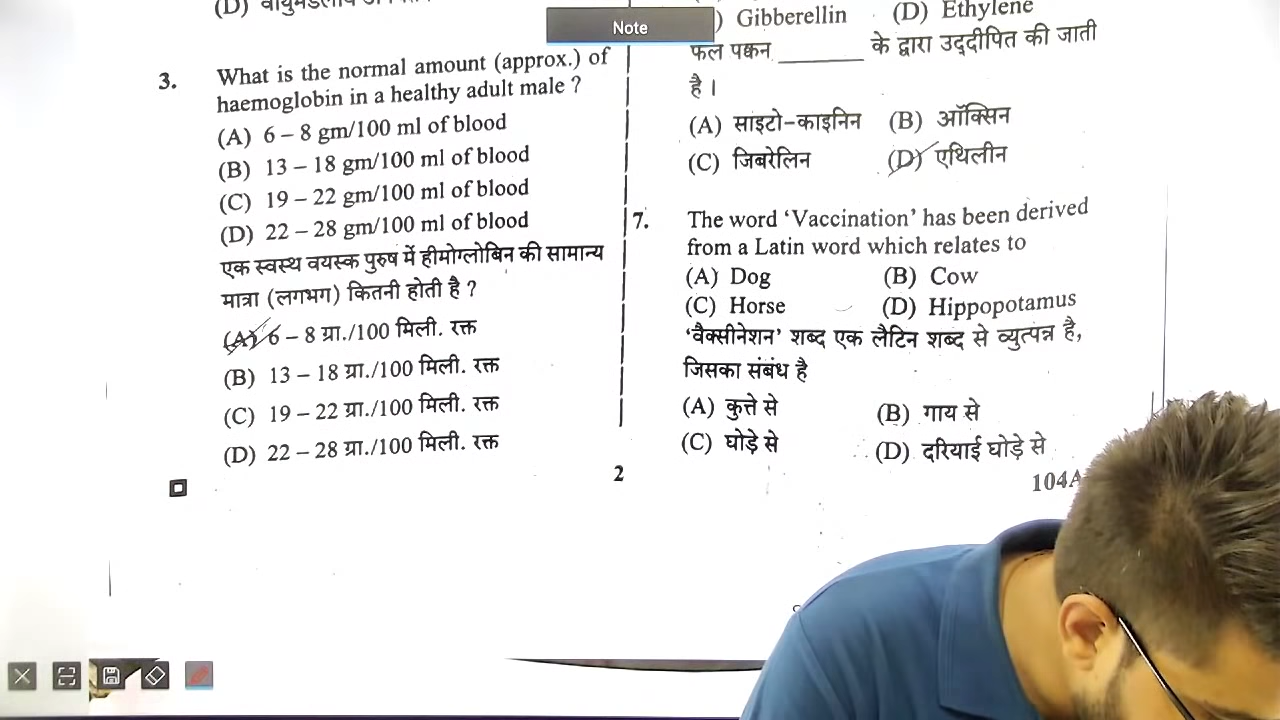 (D) वायुमंडलीय
3. What is the normal amount (approx.) of
haemoglobin in a healthy adult male ?
(A) 6 – 8 gm/100 ml of blood
(B) 13 – 18 gm/100 ml of blood
(C) 19 – 22 gm/100 ml of blood
(D) 22 – 28 gm/100 ml of blood
एक स्वस्थ वयस्क पुरुष में हीमोग्लोबिन की सामान्य
मात्रा (लगभग) कितनी होती है ?
(A) 6 – 8 ग्रा./100 मिली. रक्त
(B) 13 – 18 ग्रा./100 मिली. रक्त
(C) 19 – 22 ग्रा./100 मिली. रक्त
(D) 22 – 28 ग्रा./100 मिली. रक्त
Note
) Gibberellin (D) Ethylene
फल पक्कन ______ के द्वारा उद्दीपित की जाती
है ।
(A) साइटो-काइनिन (B) ऑक्सिन
(C) जिबरेलिन (D) एथिलीन
7. The word ‘Vaccination’ has been derived
from a Latin word which relates to
(A) Dog (B) Cow
(C) Horse (D) Hippopotamus
‘वैक्सीनेशन’ शब्द एक लैटिन शब्द से व्युत्पन्न है,
जिसका संबंध है
(A) कुत्ते से (B) गाय से
(C) घोड़े से (D) दरियाई घोड़े से
2
104A